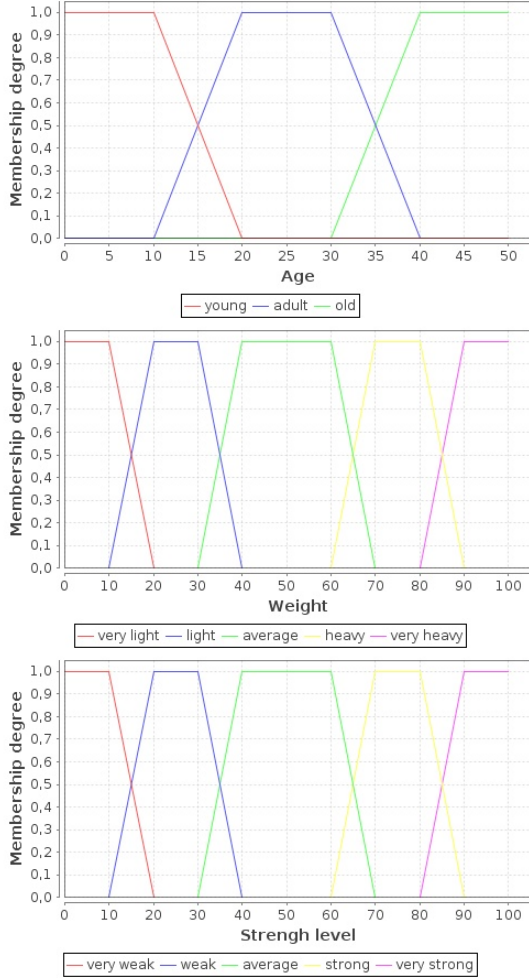 1,0
0,9
0,8
0,7
0,6
0,5
0,4
0,3
0,2
0,1
0,0
Membership degree
0 5 10 15 20 25 30 35 40 45 50
Age
young adult old
1,0
0,9
0,8
0,7
0,6
0,5
0,4
0,3
0,2
0,1
0,0
Membership degree
0 10 20 30 40 50 60 70 80 90 100
Weight
very light light average heavy very heavy
1,0
0,9
0,8
0,7
0,6
0,5
0,4
0,3
0,2
0,1
0,0
Membership degree
0 10 20 30 40 50 60 70 80 90 100
Strengh level
very weak weak average strong very strong